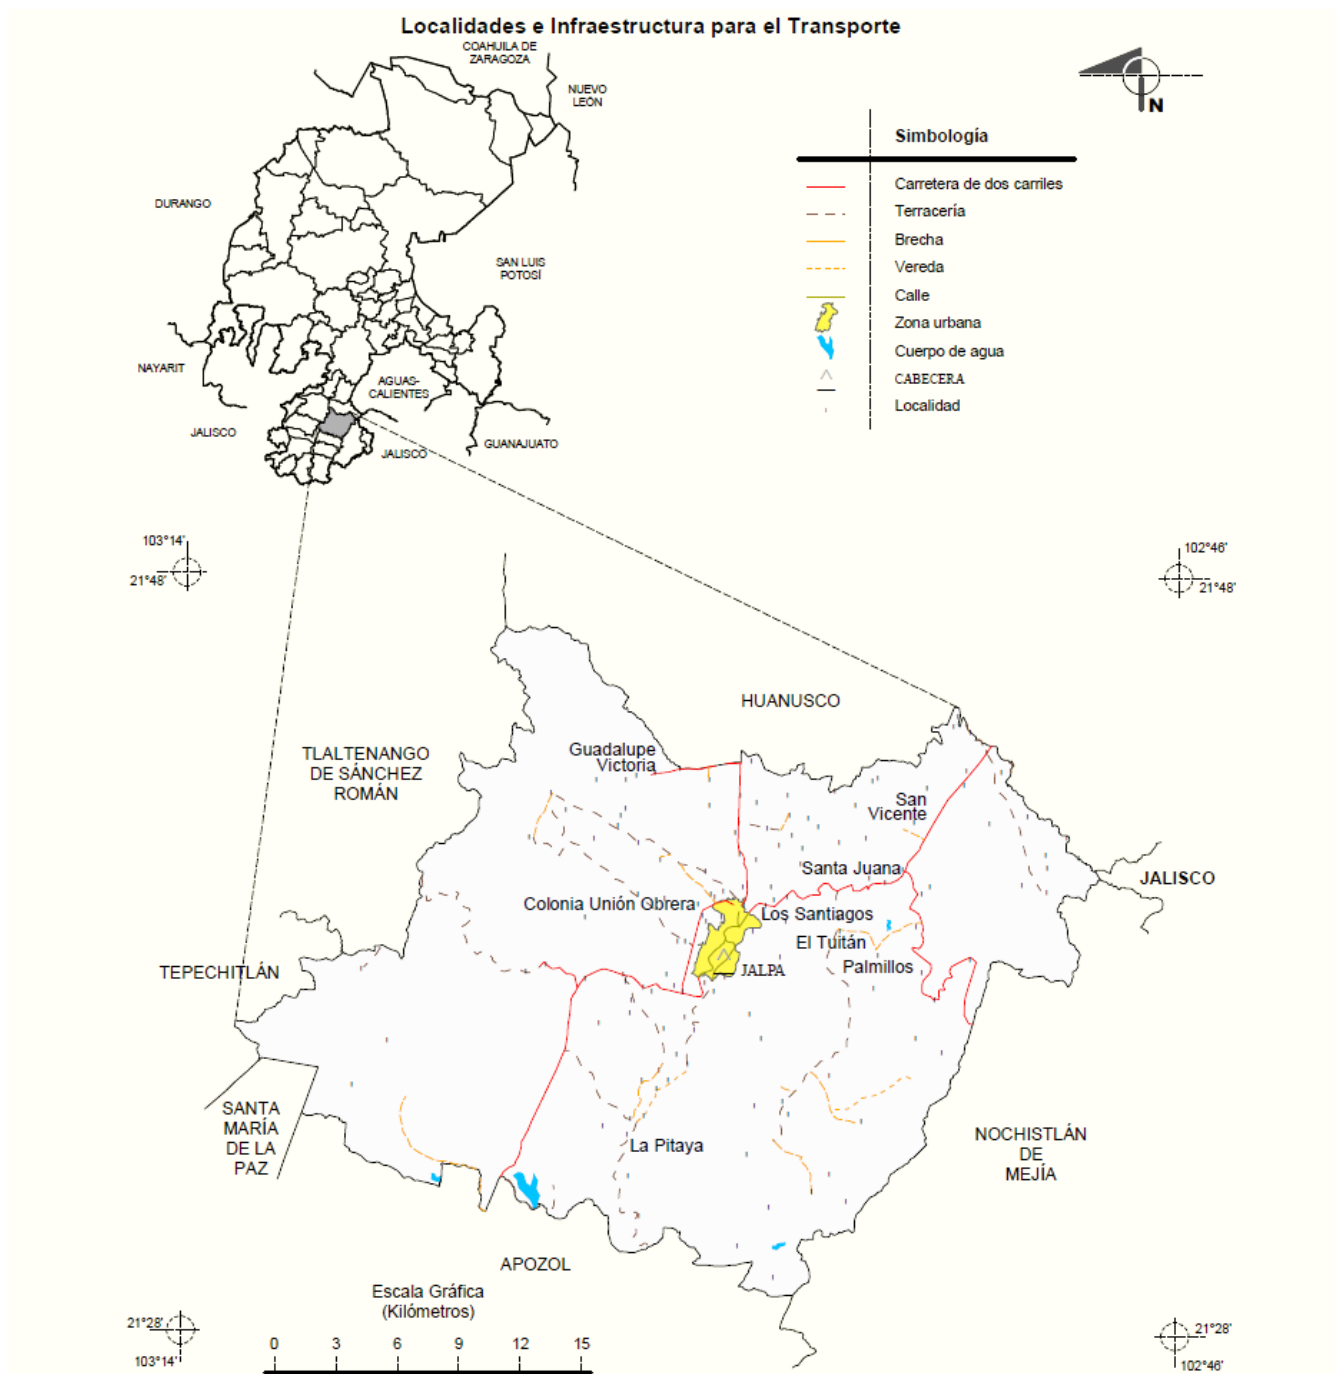 Localidades e Infraestructura para el Transporte
COAHUILA DE
ZARAGOZA
NUEVO
LEÓN
N
DURANGO
SAN LUIS
POTOSÍ
NAYARIT
AGUAS-
CALIENTES
JALISCO
JALISCO
GUANAJUATO
Simbología
Carretera de dos carriles
Terracería
Brecha
Vereda
Calle
Zona urbana
Cuerpo de agua
CABECERA
Localidad
103°14'
21°48'
102°46'
21°48'
HUANUSCO
TLALTENANGO
DE SÁNCHEZ
ROMÁN
Guadalupe
Victoria
San
Vicente
Santa Juana
JALISCO
Colonia Unión Obrera
Los Santiagos
El Tuitán
Palmillos
JALPA
TEPECHITLÁN
SANTA
MARÍA
DE LA
PAZ
La Pitaya
NOCHISTLÁN
DE
MEJÍA
APOZOL
Escala Gráfica
(Kilómetros)
0 3 6 9 12 15
21°28'
103°14'
21°28'
102°46'